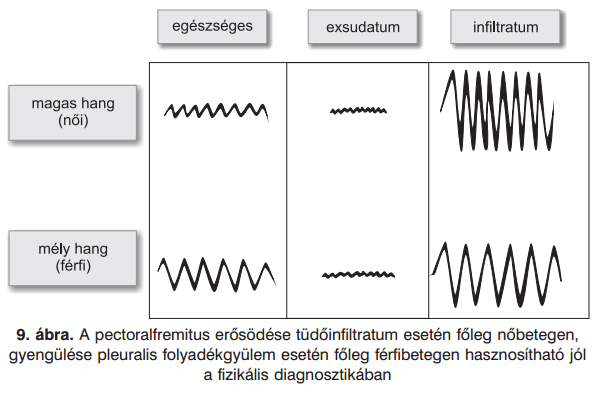 egészséges
exsudatum
infiltratum
magas hang
(női)
mély hang
(férfi)
9. ábra. A pectoralfremitus erősödése tüdőinfiltratum esetén főleg nőbetegen,
gyengülése pleuralis folyadékgyülem esetén főleg férfibetegen hasznosítható jól
a fizikális diagnosztikában